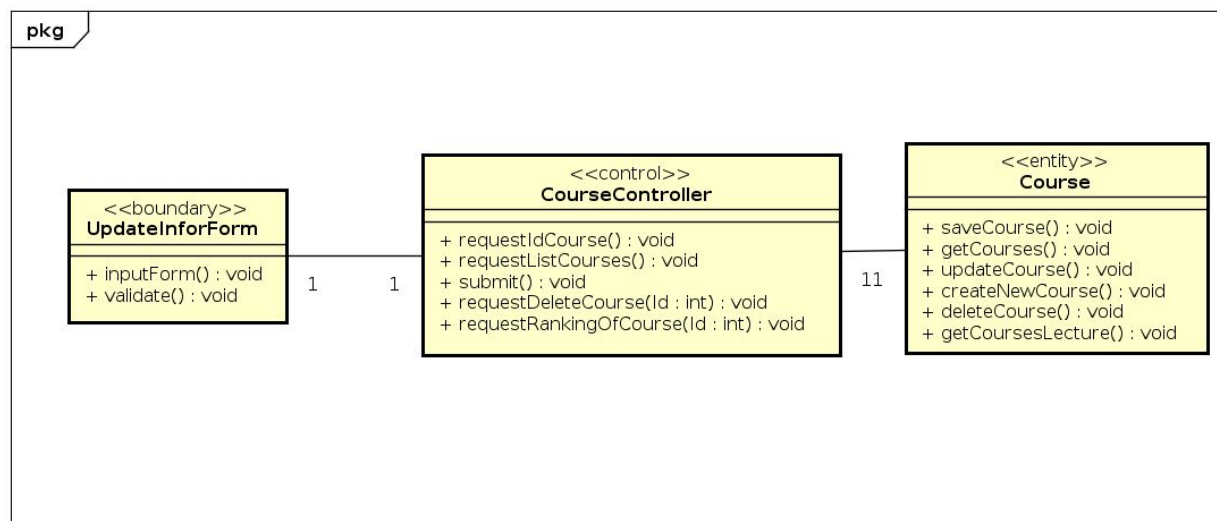 pkg
<<boundary>>
UpdateInforForm
+ inputForm() : void
+ validate() : void
1
1
<<control>>
CourseController
+ requestIdCourse() : void
+ requestListCourses() : void
+ submit() : void
+ requestDeleteCourse(Id : int) : void
+ requestRankingOfCourse(Id : int) : void
11
<<entity>>
Course
+ saveCourse() : void
+ getCourses() : void
+ updateCourse() : void
+ createNewCourse() : void
+ deleteCourse() : void
+ getCoursesLecture() : void